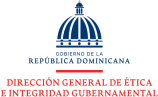 GOBIERNO DE LA
REPÚBLICA DOMINICANA
DIRECCIÓN GENERAL DE ÉTICA
E INTEGRIDAD GUBERNAMENTAL